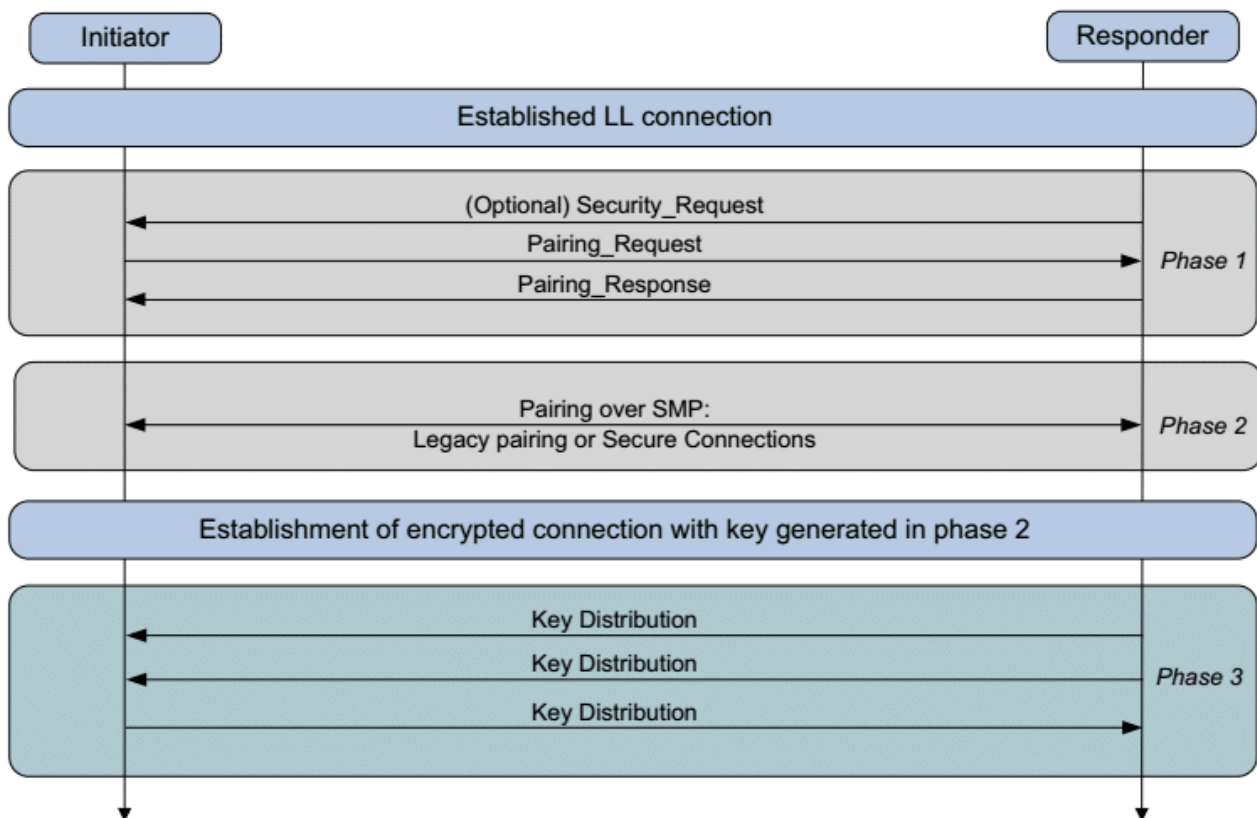 Initiator
Responder
Established LL connection
(Optional) Security_Request
Pairing_Request
Phase 1
Pairing_Response
Pairing over SMP:
Phase 2
Legacy pairing or Secure Connections
Establishment of encrypted connection with key generated in phase 2
Key Distribution
Key Distribution
Phase 3
Key Distribution